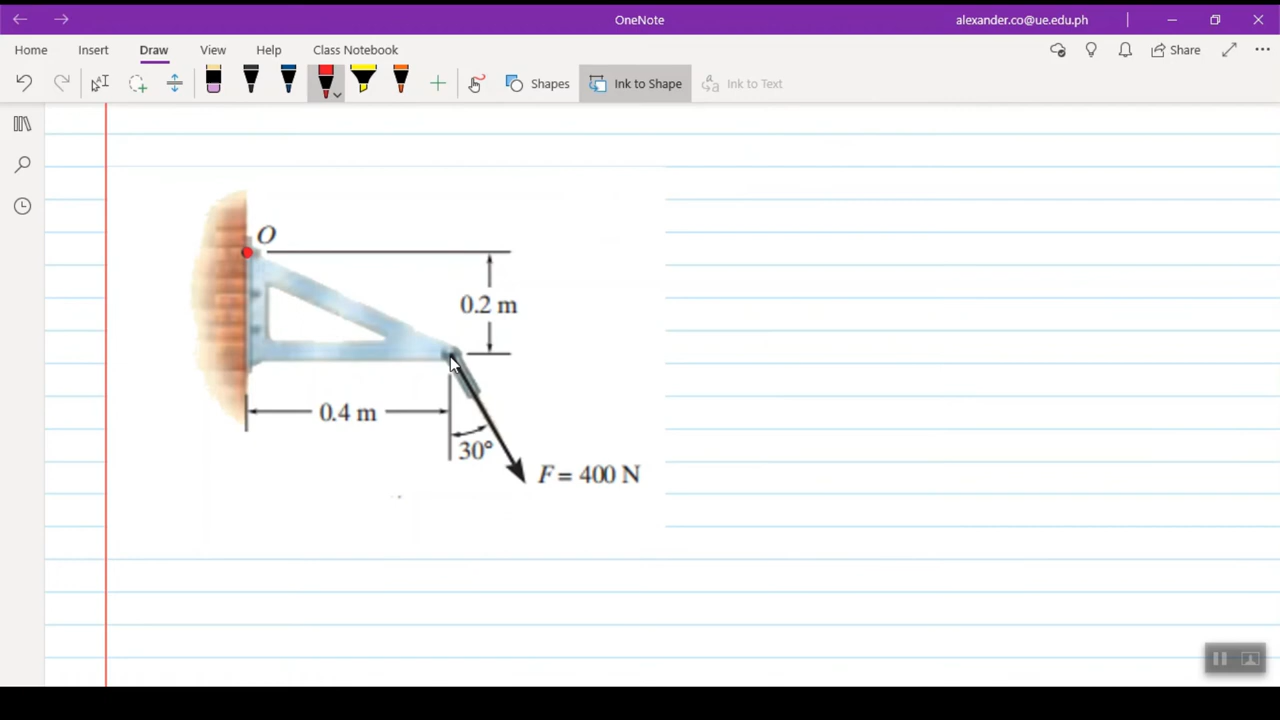 OneNote
alexander.co@ue.edu.ph
Home Insert Draw View Help Class Notebook
Share
Shapes Ink to Shape Ink to Text
O
0.2 m
0.4 m
30°
F = 400 N